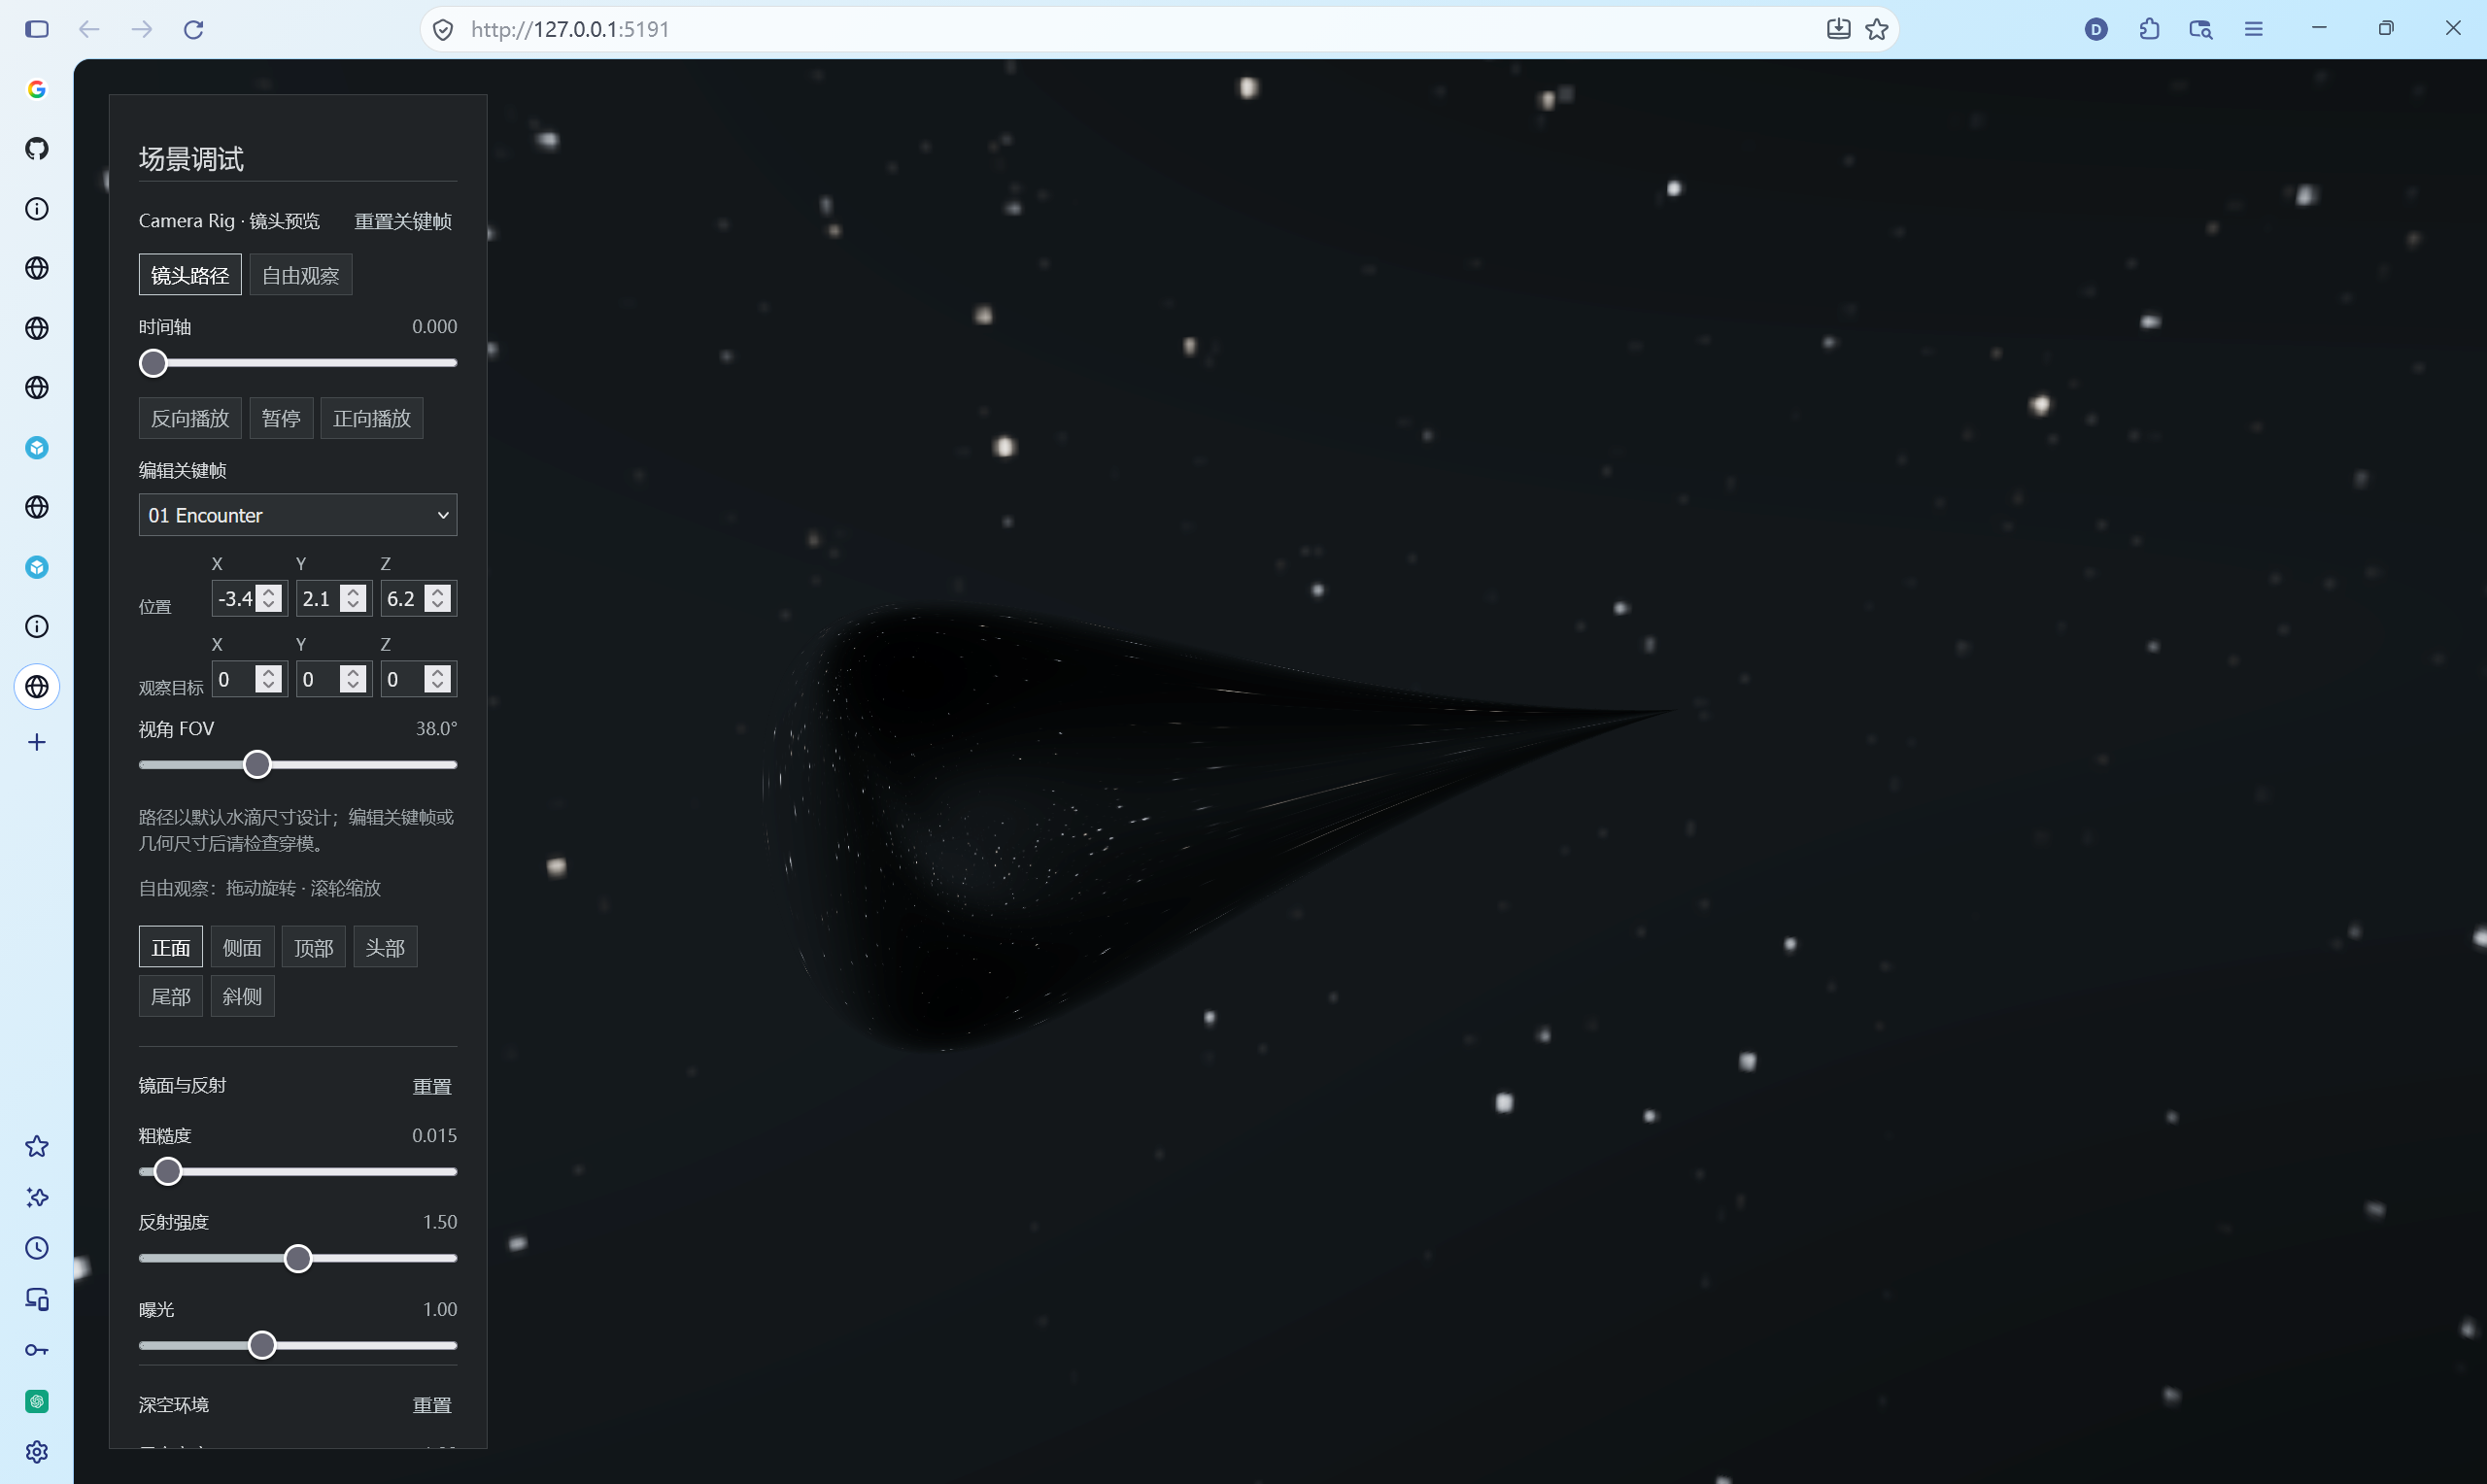 http://127.0.0.1:5191
D
场景调试
Camera Rig · 镜头预览 重置关键帧
镜头路径 自由观察
时间轴 0.000
反向播放 暂停 正向播放
编辑关键帧
01 Encounter
X Y Z
位置 -3.4 2.1 6.2
X Y Z
观察目标 0 0 0
视角 FOV 38.0°
路径以默认水滴尺寸设计；编辑关键帧或
几何尺寸后请检查穿模。
自由观察：拖动旋转 · 滚轮缩放
正面 侧面 顶部 头部
尾部 斜侧
镜面与反射 重置
粗糙度 0.015
反射强度 1.50
曝光 1.00
深空环境 重置